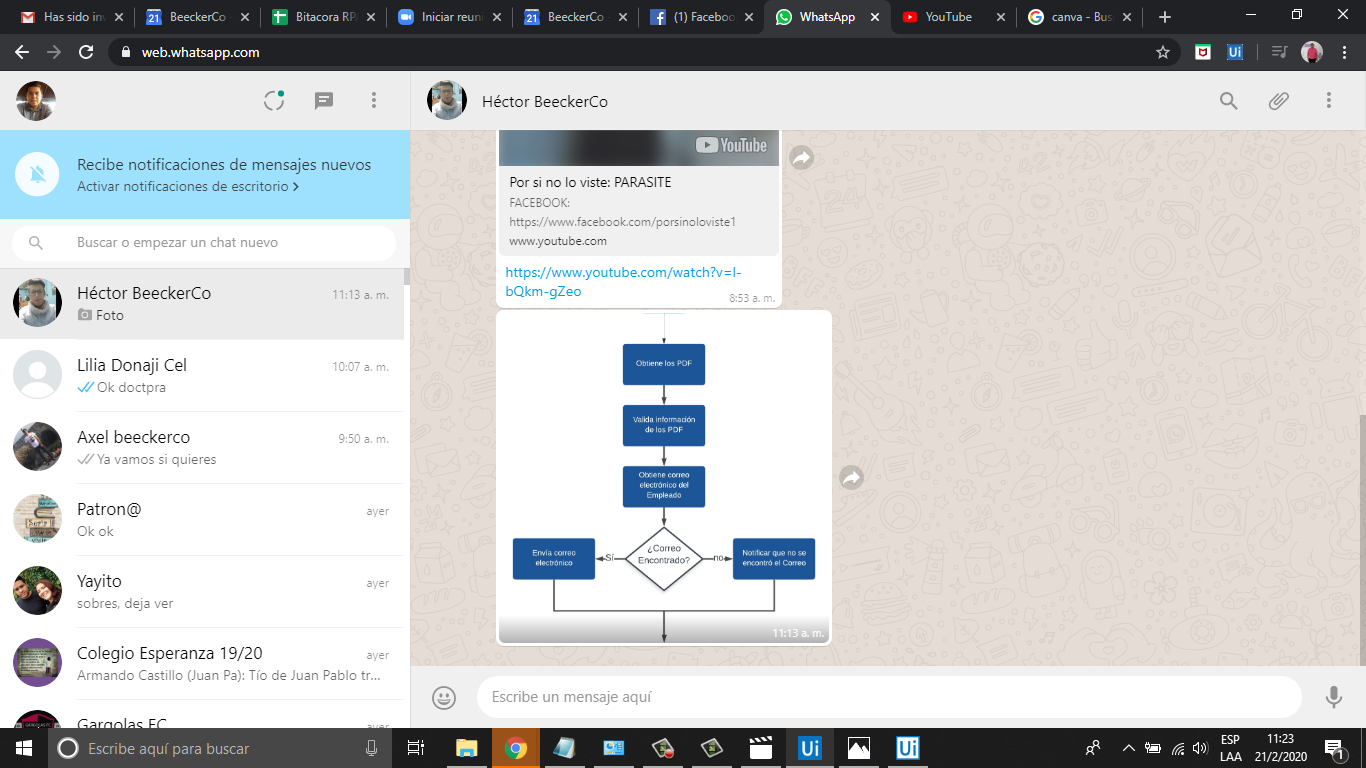 Has sido in
BeeckerCo
Bitacora RP
Iniciar reun
BeeckerCo
(1) Faceboo
WhatsApp
YouTube
canva - Bus
web.whatsapp.com
Ui
Héctor BeeckerCo
Recibe notificaciones de mensajes nuevos
Activar notificaciones de escritorio
Buscar o empezar un chat nuevo
Héctor BeeckerCo
11:13 a. m.
Foto
Lilia Donaji Cel
10:07 a. m.
Ok doctpra
Axel beeckerco
9:50 a. m.
Ya vamos si quieres
Patron@
ayer
Ok ok
Yayito
ayer
sobres, deja ver
Colegio Esperanza 19/20
ayer
Armando Castillo (Juan Pa): Tío de Juan Pablo tr...
Gargolas FC
ayer
YouTube
Por si no lo viste: PARASITE
FACEBOOK:
https://www.facebook.com/porsinoloviste1
www.youtube.com
https://www.youtube.com/watch?v=I-
bQkm-gZeo
8:53 a. m.
Obtiene los PDF
Valida información
de los PDF
Obtiene correo
electrónico del
Empleado
¿Correo
Encontrado?
Sí
no
Envía correo
electrónico
Notificar que no se
encontró el Correo
11:13 a. m.
Escribe un mensaje aquí
Escribe aquí para buscar
Ui
Ui
ESP
LAA
11:23
21/2/2020
1